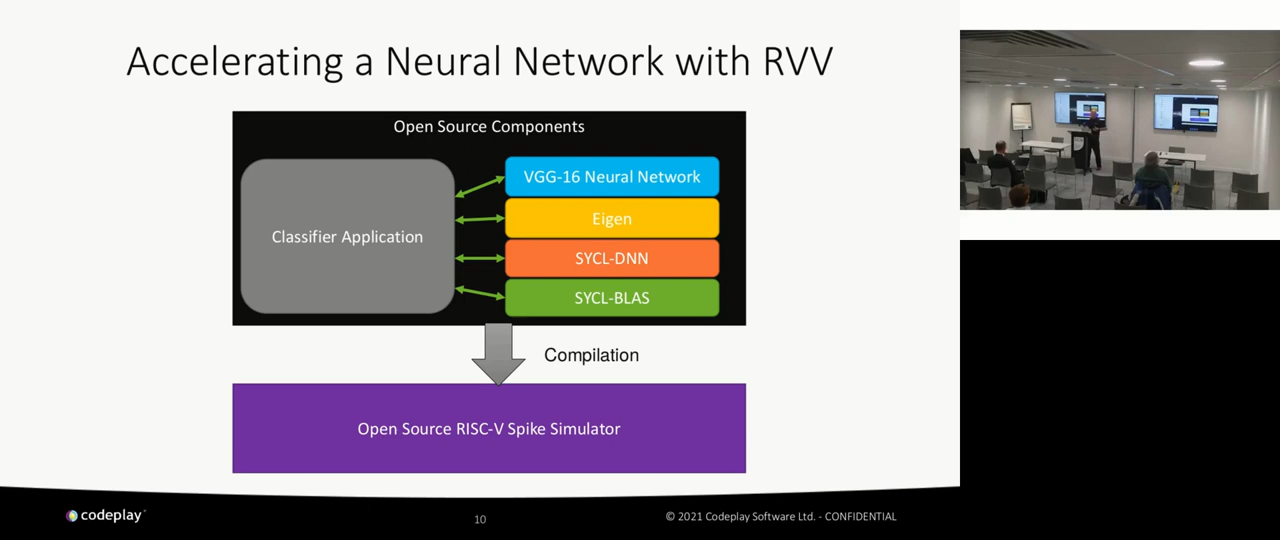 Accelerating a Neural Network with RVV
Open Source Components
Classifier Application
VGG-16 Neural Network
Eigen
SYCL-DNN
SYCL-BLAS
Compilation
Open Source RISC-V Spike Simulator
codeplay
10
© 2021 Codeplay Software Ltd. - CONFIDENTIAL